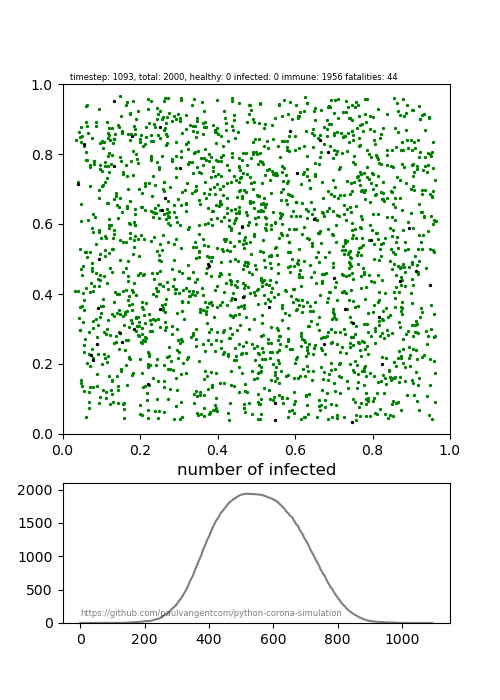 timestep: 1093, total: 2000, healthy: 0 infected: 0 immune: 1956 fatalities: 44
1.0
0.8
0.6
0.4
0.2
0.0
0.0 0.2 0.4 0.6 0.8 1.0
number of infected
2000
1500
1000
500
https://github.com/paulvangentcom/python-corona-simulation
0
0 200 400 600 800 1000